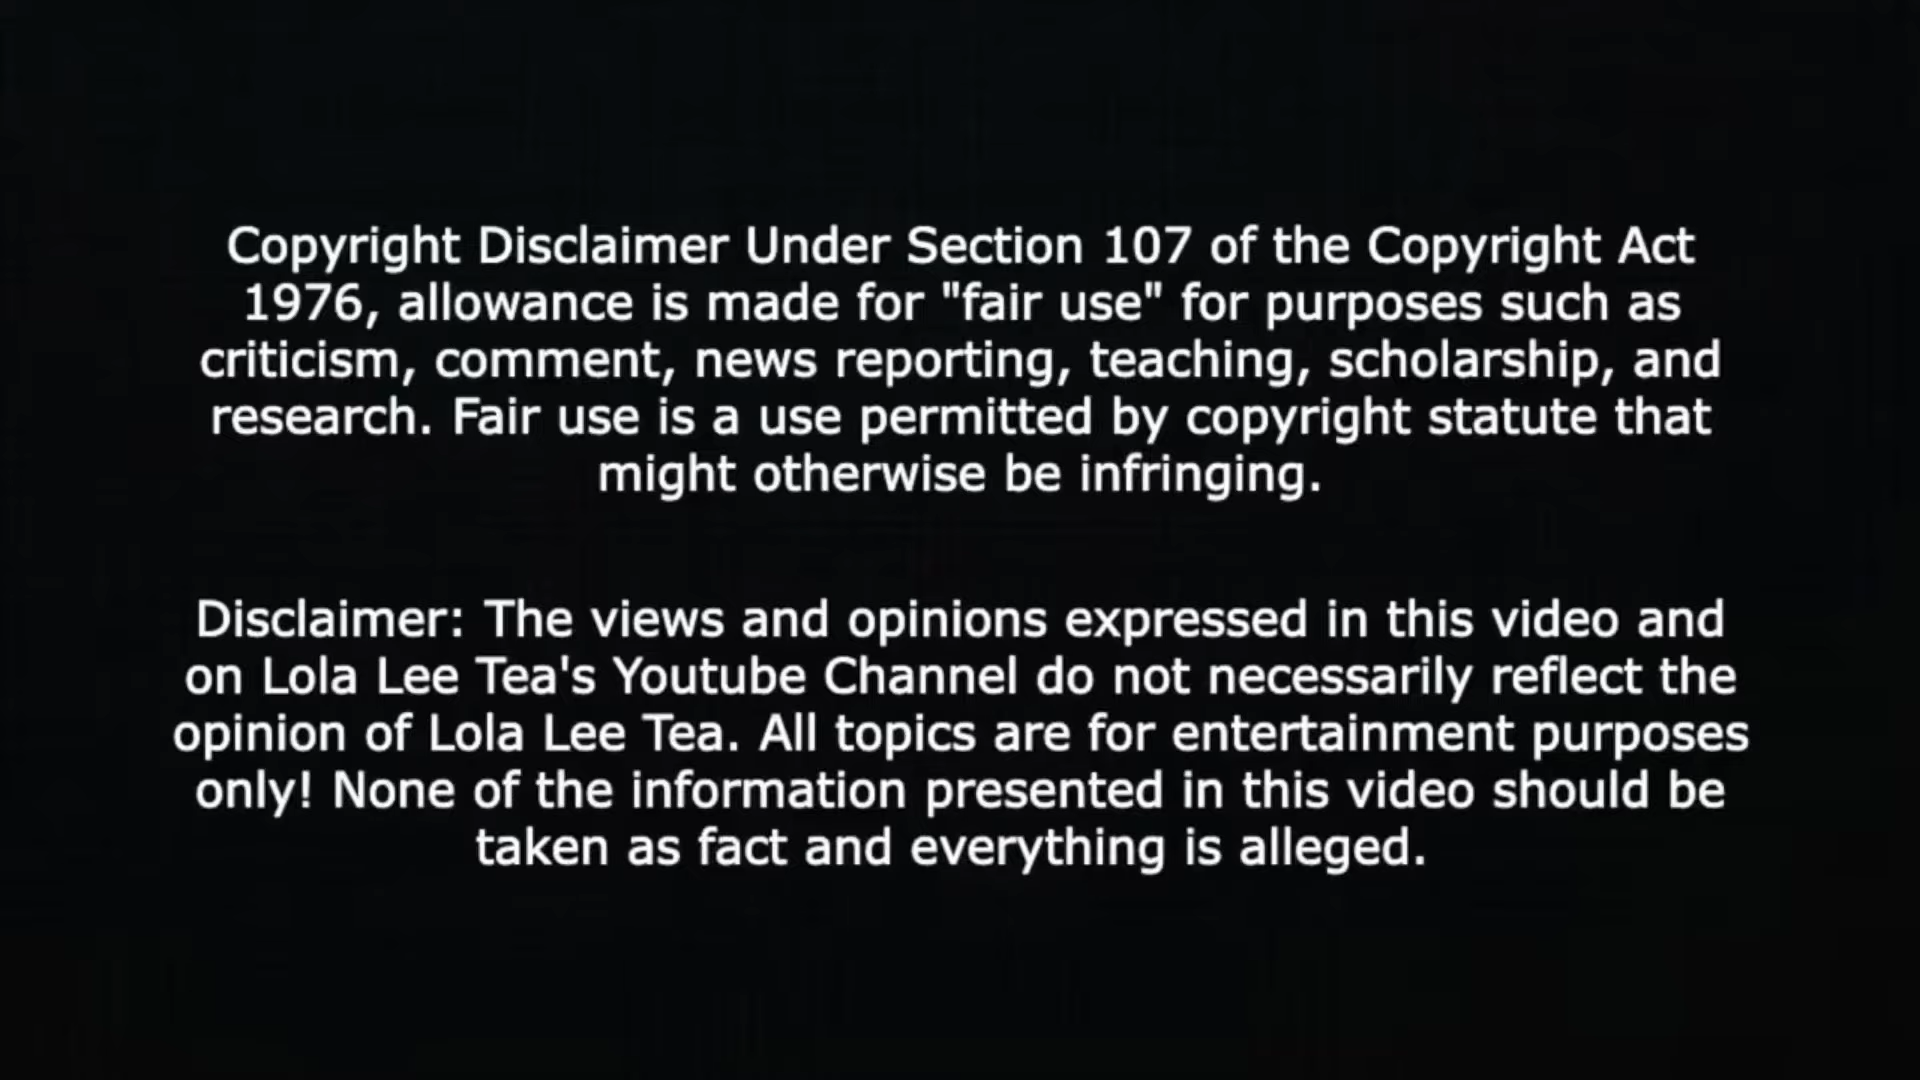 Copyright Disclaimer Under Section 107 of the Copyright Act
1976, allowance is made for "fair use" for purposes such as
criticism, comment, news reporting, teaching, scholarship, and
research. Fair use is a use permitted by copyright statute that
might otherwise be infringing.
Disclaimer: The views and opinions expressed in this video and
on Lola Lee Tea's Youtube Channel do not necessarily reflect the
opinion of Lola Lee Tea. All topics are for entertainment purposes
only! None of the information presented in this video should be
taken as fact and everything is alleged.